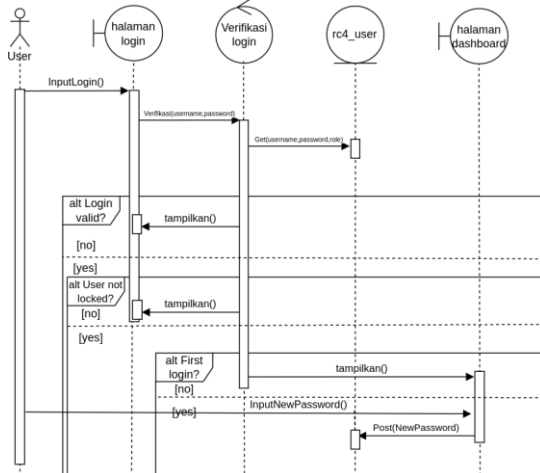 halaman
login
Verifikasi
login
rc4_user
halaman
dashboard
User
InputLogin()
Verifikasi(username,password)
Get(username,password,role)
alt Login
valid?
tampilkan()
[no]
[yes]
alt User not
locked?
tampilkan()
[no]
[yes]
alt First
login?
tampilkan()
[no]
InputNewPassword()
[yes]
Post(NewPassword)